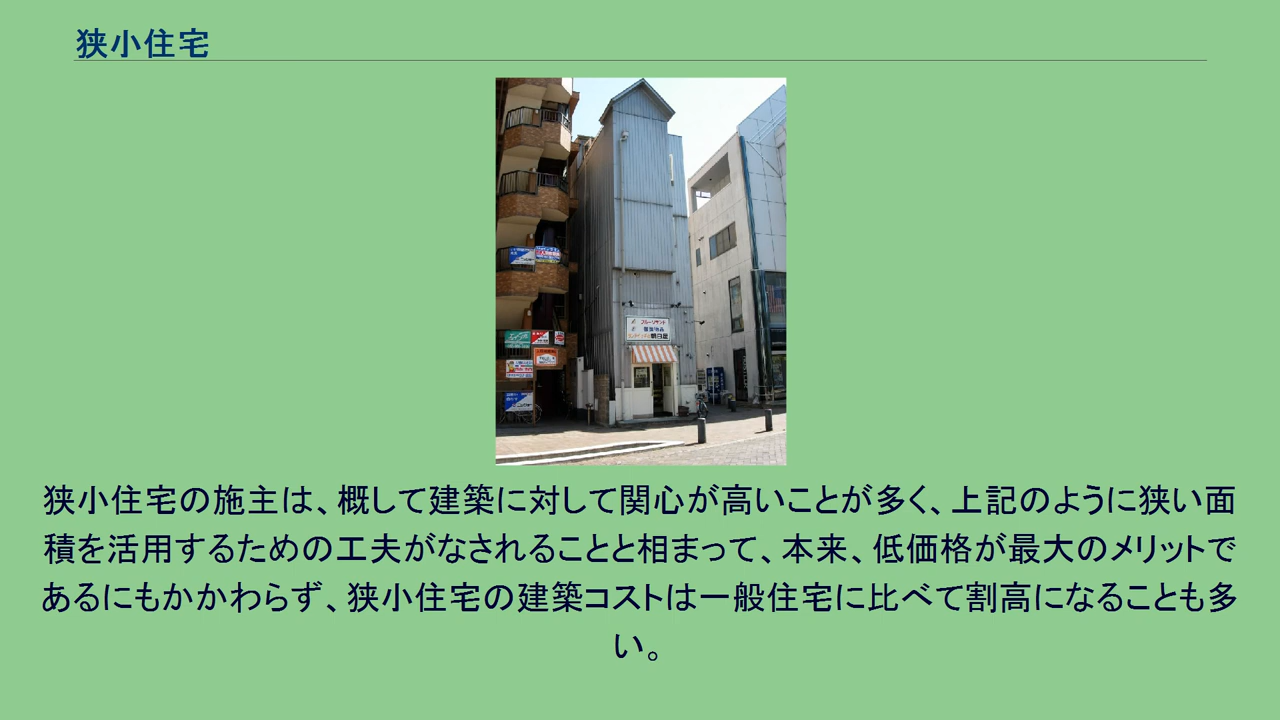 狭小住宅
狭小住宅の施主は、概して建築に対して関心が高いことが多く、上記のように狭い面
積を活用するための工夫がなされることと相まって、本来、低価格が最大のメリットで
あるにもかかわらず、狭小住宅の建築コストは一般住宅に比べて割高になることも多
い。